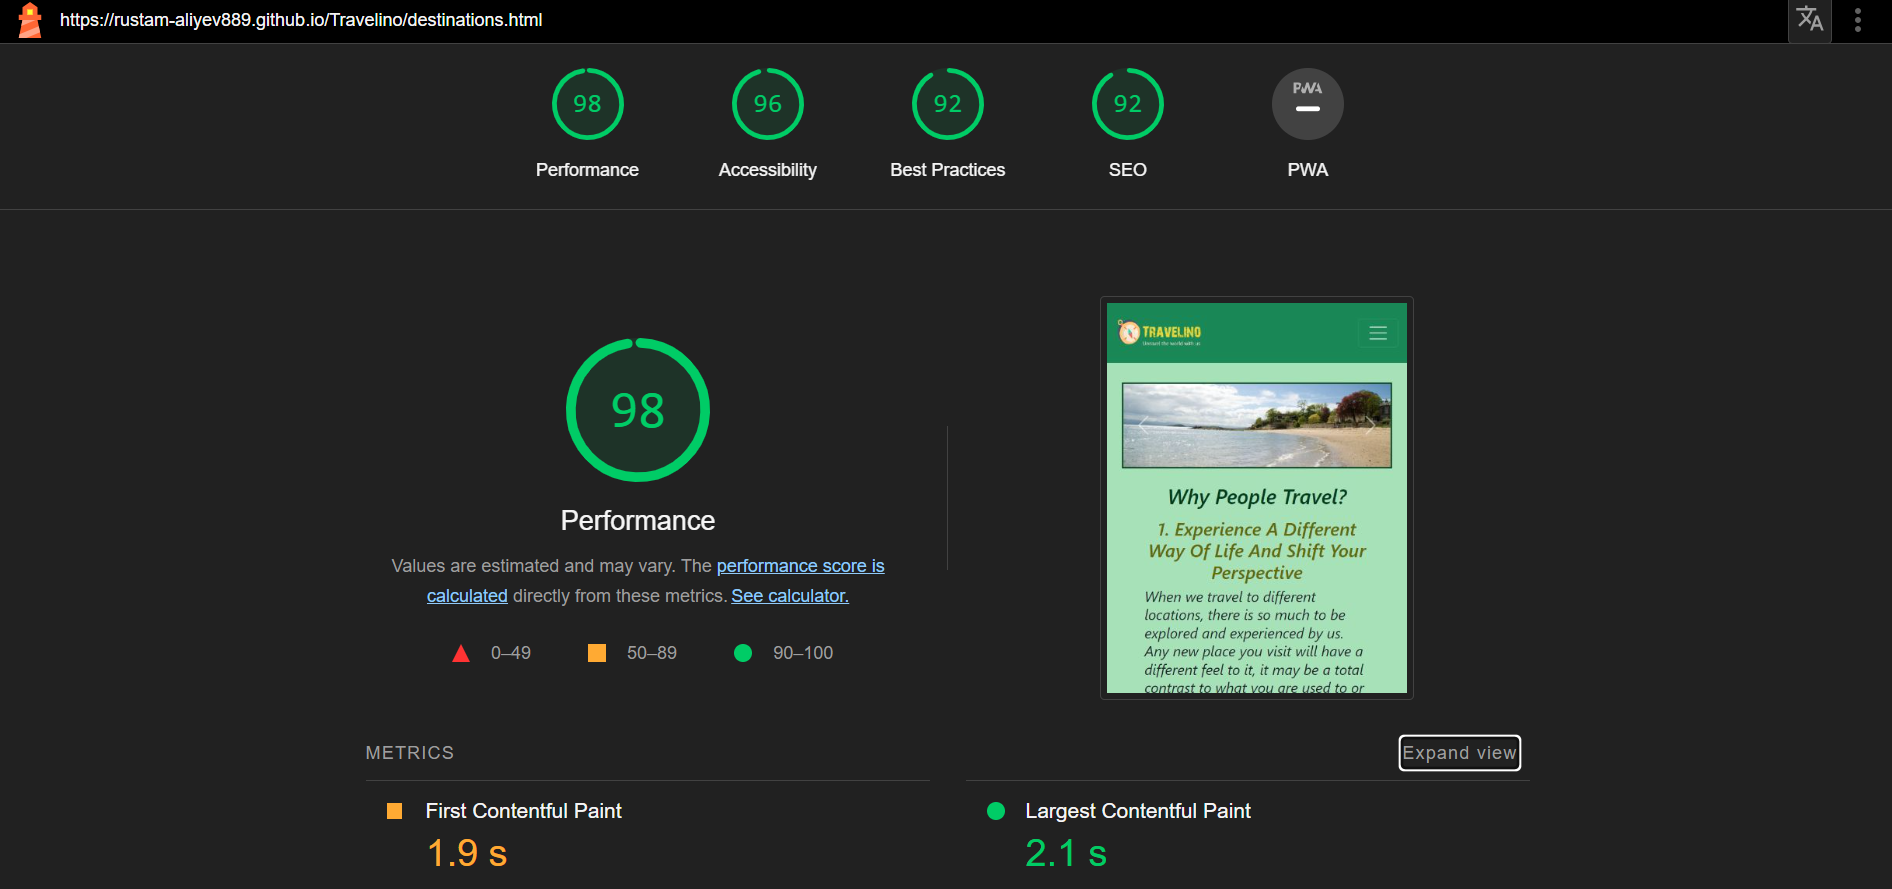 https://rustam-aliyev889.github.io/Travelino/destinations.html
98
96
92
92
PWA
Performance
Accessibility
Best Practices
SEO
PWA
98
Performance
Values are estimated and may vary. The performance score is
calculated directly from these metrics. See calculator.
0–49
50–89
90–100
TRAVELINO
Unravel the world with us
Why People Travel?
1. Experience A Different
Way Of Life And Shift Your
Perspective
When we travel to different
locations, there is so much to be
explored and experienced by us.
Any new place you visit will have a
different feel to it, it may be a total
contrast to what you are used to or
METRICS
Expand view
First Contentful Paint
1.9 s
Largest Contentful Paint
2.1 s